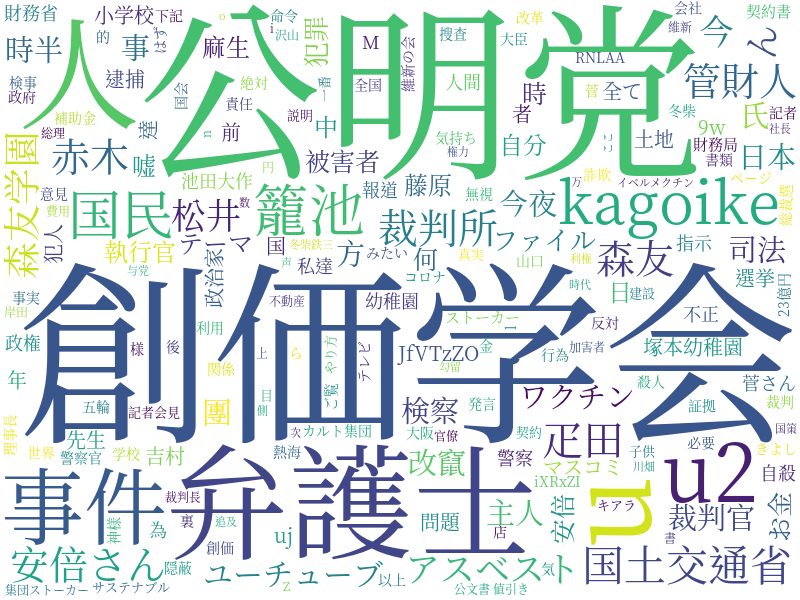 財務省 小学校 下記 的 事 はず o 沢山 i 命令 麻生 犯罪 M 全国 改革 大臣 捜査 維新の会 維新 会社 契約書 今 ん
時半 人 公明党 管財人
検事 政府 逮捕 国会 絶対 責任 説明 一番 人間 RNLAA 菅 全て 時 者 9w 氏 冬柴 記者 社長
補助金 総理 達 前 n 円 中 気持ち 権力 自分 土地 ここ 財務局 書類 日本
森友学園 赤木 嘘 池田大作 被害者 報道 藤原 無視 今夜 詐欺 イベルメクチン 万 ページ 総裁選
意見 費用 国民 松井 数 籠池 裁判所 kagoike
犯人 執行官 テーマ 国 冬柴鉄三 方 みたい 何 ファイル 真実 山口 森友 指示 司法
与党 政治家 ー 声 私達 幼稚園 コロナ 利権 時代 日 選挙 23億円
事実 岸田 不動産 建設 不正
政権 様 後 利用 創価学会 ストーカー 1 反対 塚本幼稚園
年 関係 上 ら ご覧 やり方 テレビ JfVTzZO 金 行為 加害者 菅さん
五輪 團 目 側 勾留 検察 ワクチン 殺人 裁判
理事長 記者会見 次 カルト集団 大阪 官僚 発言 契約 疋田 証拠 国策
先生 世界 警察官 学校 吉村 熱海 改竄 警察 マスコミ iXRxZI 必要 子供 川畑 きよし 自殺
事件 神様 為 裁判長 裏 追及 弁護士 問題 主人 店 安倍 u キアラ u2 書 裁判官 お金
安倍さん 隠蔽 創価 uj アスベスト 国土交通省
集団ストーカー サステナブル ユーチューブ z 以上 公文書 値引き 気